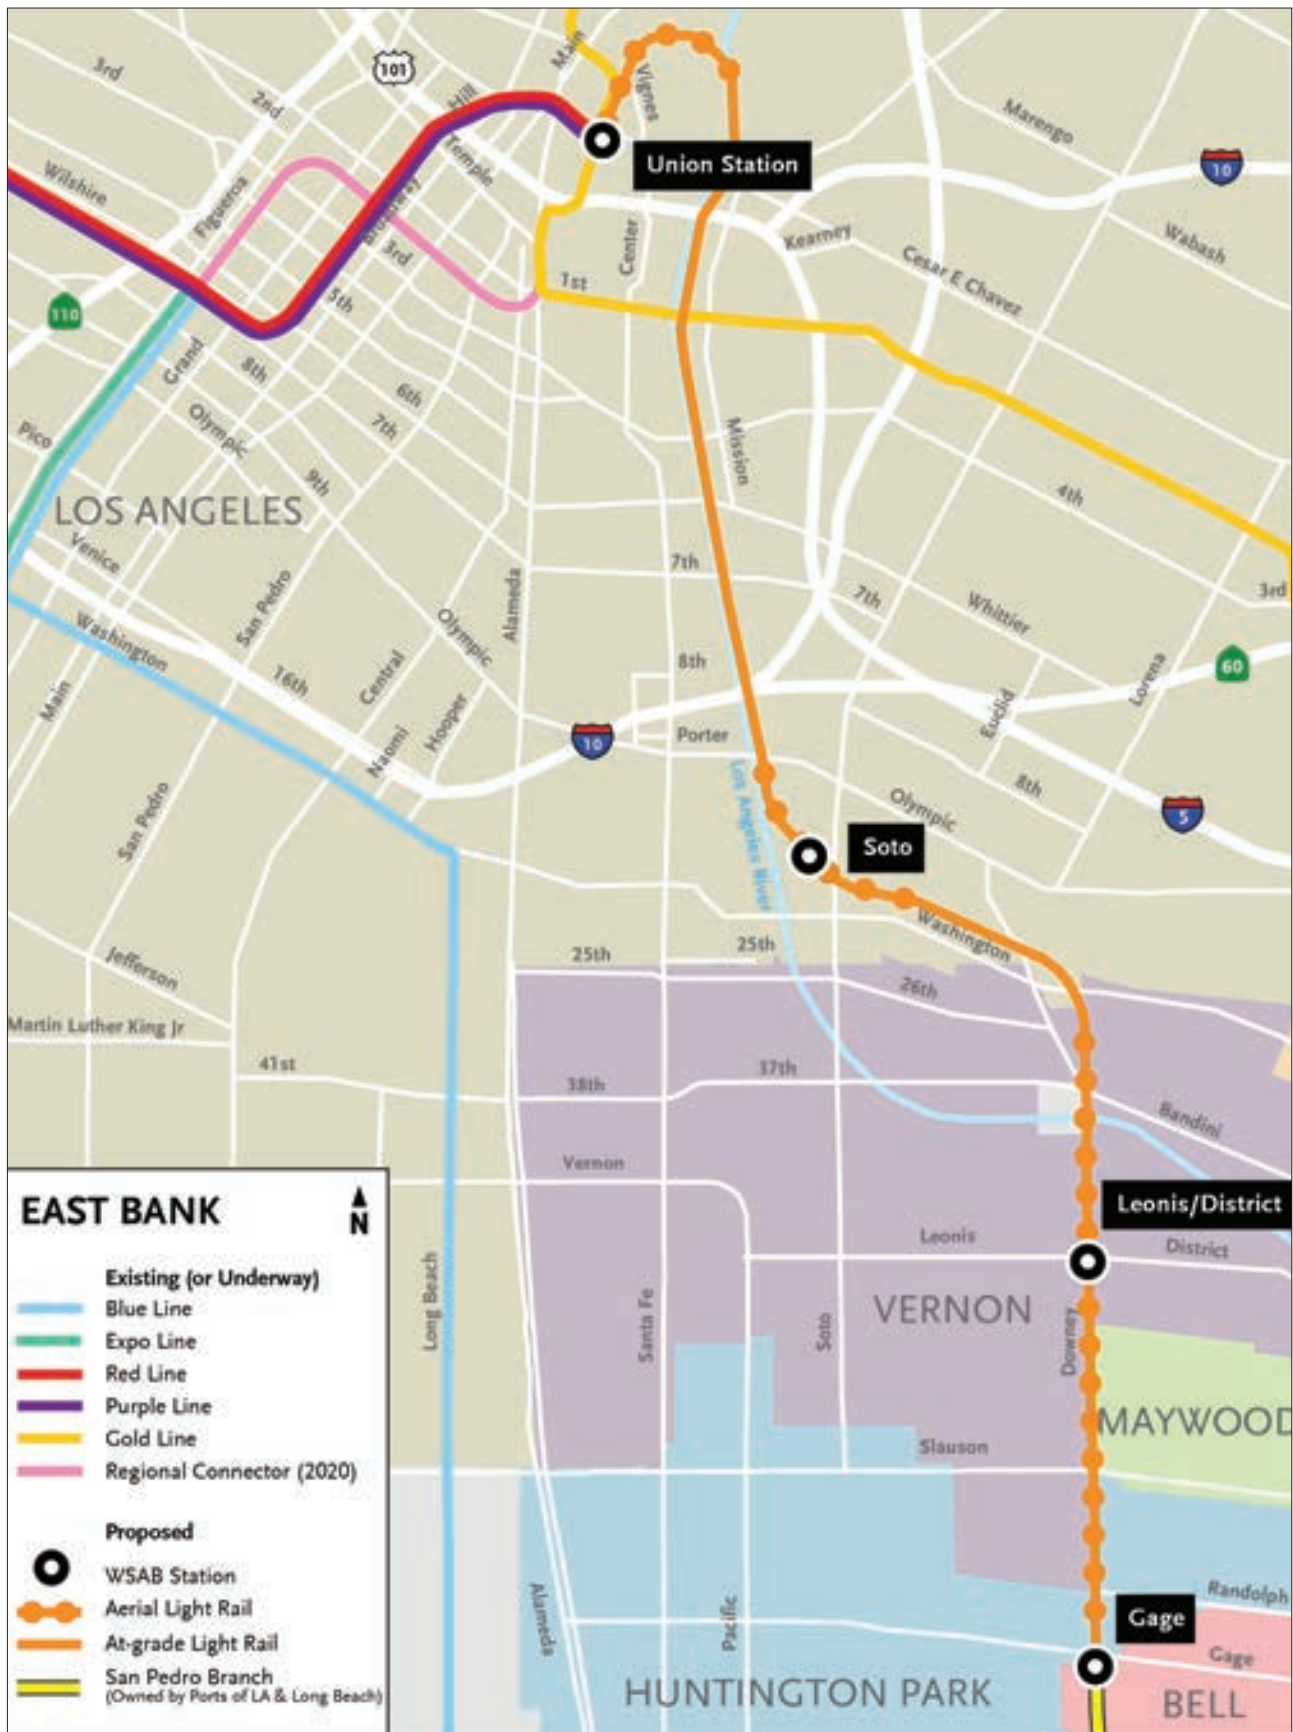 Main
101
3rd
2nd
Hill
Vignes
Marengo
Temple
Union Station
10
Wilshire
Figueroa
Broadway
3rd
Center
Kearney
Wabash
Cesar E Chavez
1st
5th
110
Grand
8th
6th
7th
Olympic
Pico
Mission
9th
4th
LOS ANGELES
Venice
7th
3rd
San Pedro
Alameda
7th
Whittier
Olympic
Washington
8th
60
16th
Central
Lorena
Main
Euclid
Hooper
10
Porter
Naomi
8th
Los Angeles River
Olympic
5
San Pedro
Soto
Washington
25th
25th
Jefferson
26th
Martin Luther King Jr
41st
38th
37th
Bandini
Vernon
Leonis/District
Leonis
District
Long Beach
Santa Fe
Soto
VERNON
Downey
MAYWOOD
Slauson
Alameda
Pacific
Randolph
Gage
Gage
HUNTINGTON PARK
BELL
EAST BANK
N
Existing (or Underway)
Blue Line
Expo Line
Red Line
Purple Line
Gold Line
Regional Connector (2020)
Proposed
WSAB Station
Aerial Light Rail
At-grade Light Rail
San Pedro Branch
(Owned by Ports of LA & Long Beach)